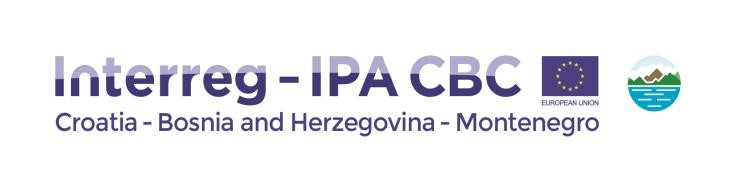 Interreg - IPA CBC
EUROPEAN UNION
Croatia - Bosnia and Herzegovina - Montenegro